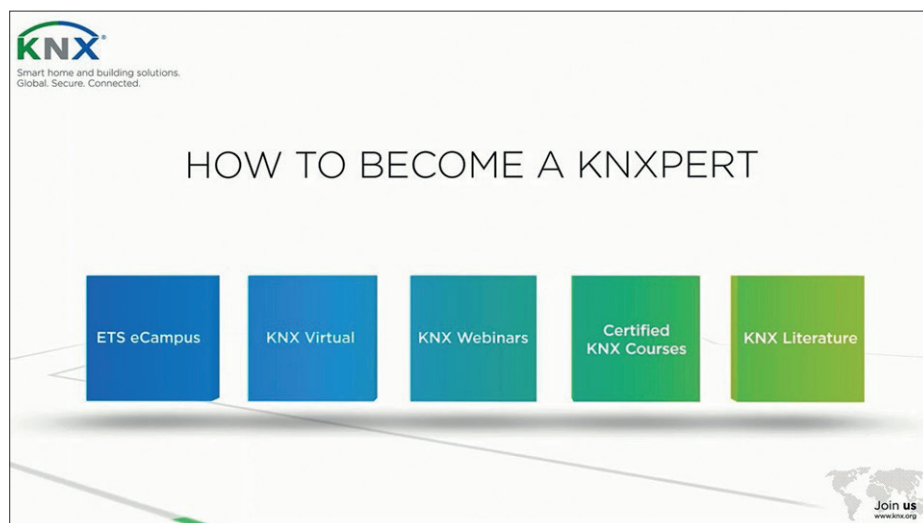 KNX®
Smart home and building solutions.
Global. Secure. Connected.
HOW TO BECOME A KNXPERT
ETS eCampus
KNX Virtual
KNX Webinars
Certified
KNX Courses
KNX Literature
Join us
www.knx.org